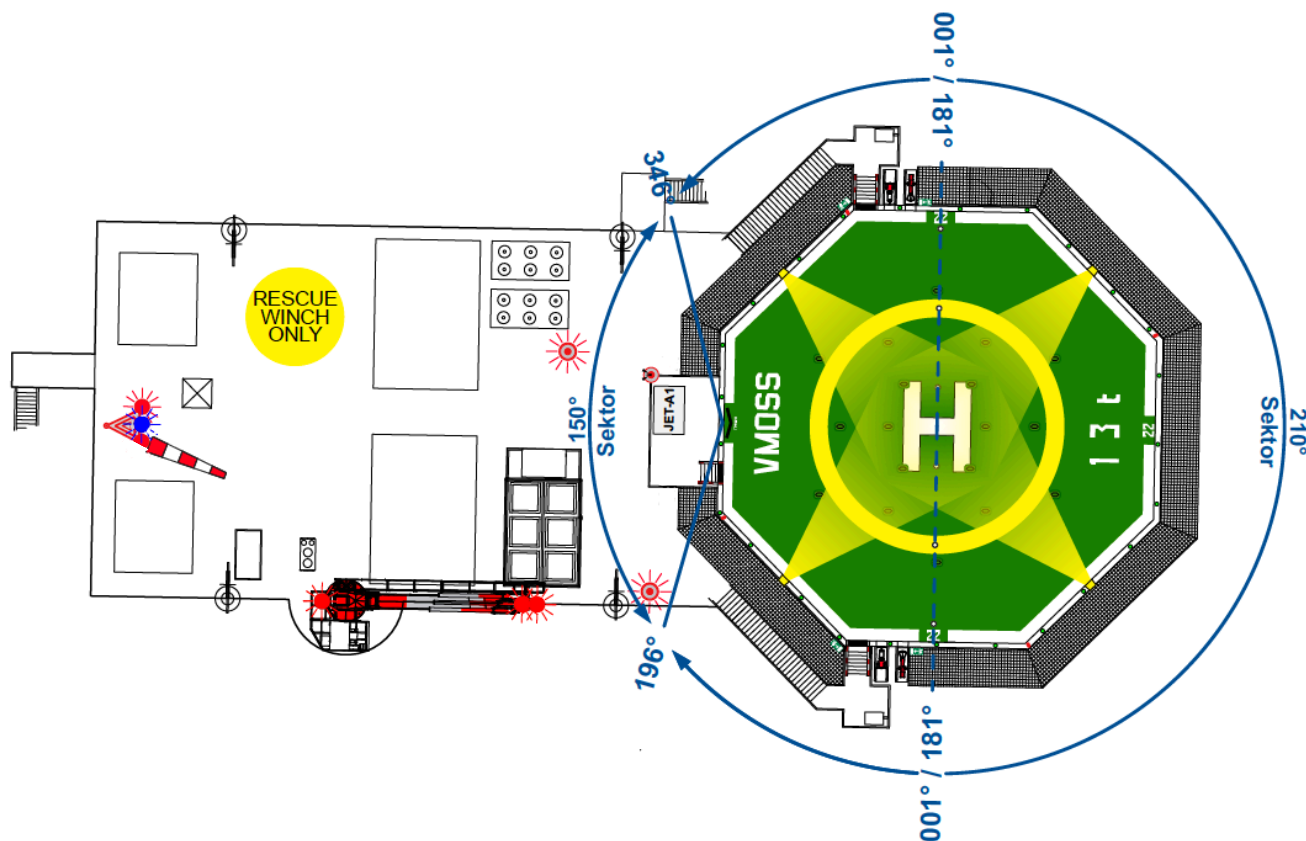 001° / 181°
346°
22
RESCUE
WINCH
ONLY
150°
Sektor
JET-A1
VMOSS
H
13t
22
210°
Sektor
22
196°
001° / 181°